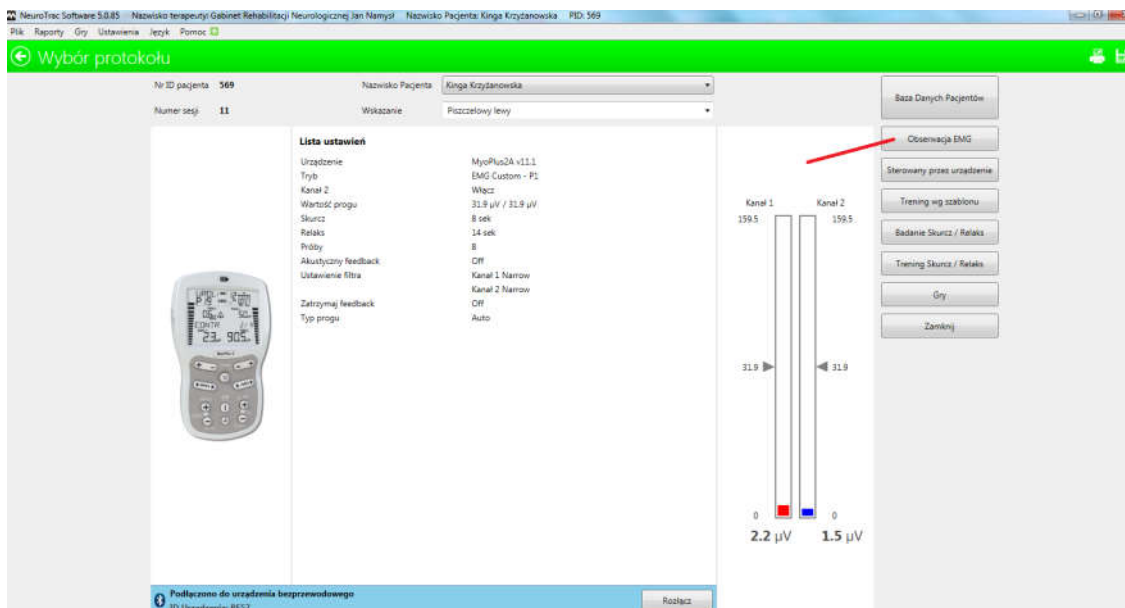 NeuroTrac Software 5.0.85 Nazwisko terapeuty: Gabinet Rehabilitacji Neurologicznej Jan Namysł Nazwisko Pacjenta: Kinga Krzyżanowska PID: 569
Plik Raporty Gry Ustawienia Język Pomoc
Wybór protokołu
Nr ID pacjenta 569 Nazwisko Pacjenta Kinga Krzyżanowska
Numer sesji 11 Wskazanie Piszczelowy lewy
Baza Danych Pacjentów
Obserwacja EMG
Sterowany przez urządzenie
Trening wg szablonu
Badanie Skurcz / Relaks
Trening Skurcz / Relaks
Gry
Zamknij
Lista ustawień
Urządzenie MyoPlus2A v11.1
Tryb EMG Custom - P1
Kanał 2 Włącz
Wartość progu 31.9 µV / 31.9 µV
Skurcz 8 sek
Relaks 14 sek
Próby 8
Akustyczny feedback Off
Ustawienie filtra Kanał 1 Narrow
Kanał 2 Narrow
Zatrzymaj feedback Off
Typ progu Auto
Kanał 1 Kanał 2
159.5 159.5
31.9 31.9
0 0
2.2 µV 1.5 µV
Podłączono do urządzenia bezprzewodowego
Rozłącz